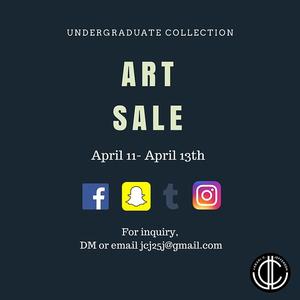 UNDERGRADUATE COLLECTION
ART
SALE
April 11- April 13th
For inquiry,
DM or email jcj25j@gmail.com